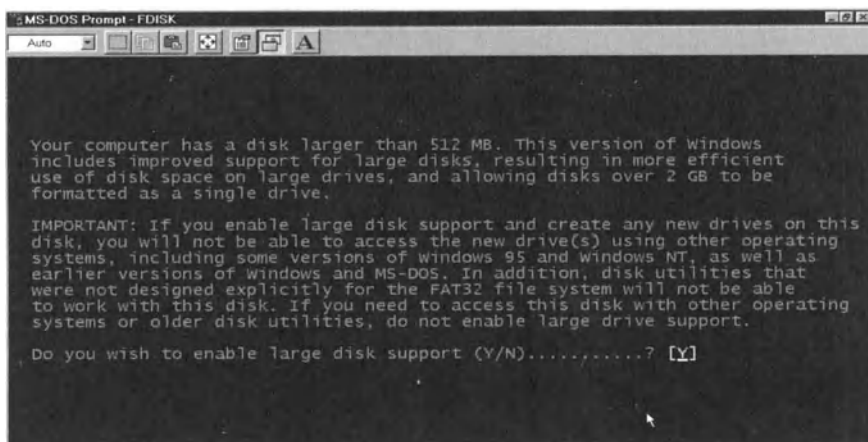 MS-DOS Prompt - FDISK
Auto
A
Your computer has a disk larger than 512 MB. This version of Windows
includes improved support for large disks, resulting in more efficient
use of disk space on large drives, and allowing disks over 2 GB to be
formatted as a single drive.
IMPORTANT: If you enable large disk support and create any new drives on this
disk, you will not be able to access the new drive(s) using other operating
systems, including some versions of Windows 95 and Windows NT, as well as
earlier versions of Windows and MS-DOS. In addition, disk utilities that
were not designed explicitly for the FAT32 file system will not be able
to work with this disk. If you need to access this disk with other operating
systems or older disk utilities, do not enable large drive support.
Do you wish to enable large disk support (Y/N)...........? [Y]